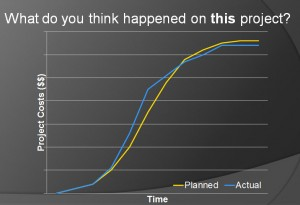 What do you think happened on this project?
Project Costs ($$)
Planned
Actual
Time